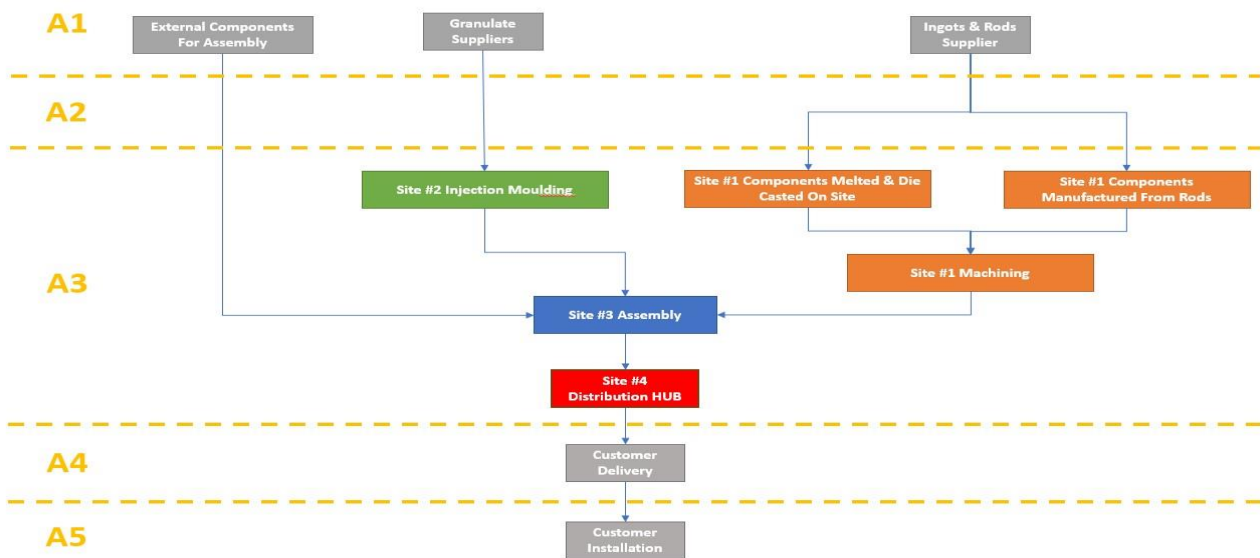 A1
External Components
For Assembly
Granulate
Suppliers
Ingots & Rods
Supplier
A2
Site #2 Injection Moulding
Site #1 Components Melted & Die
Casted On Site
Site #1 Components
Manufactured From Rods
A3
Site #1 Machining
Site #3 Assembly
Site #4
Distribution HUB
A4
Customer
Delivery
A5
Customer
Installation